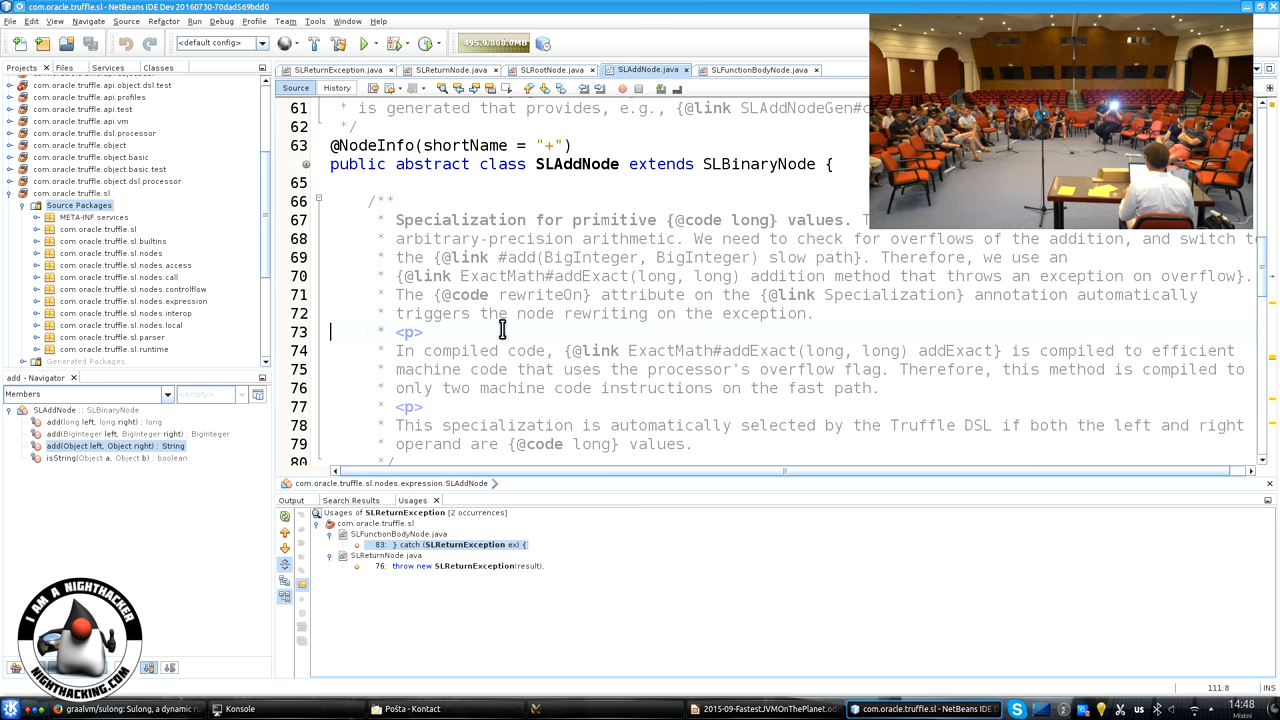 com.oracle.truffle.sl - NetBeans IDE Dev 20160730-70dad569bdd0
File Edit View Navigate Source Refactor Run Debug Profile Team Tools Window Help
<default config>
495.9/808.0MB
Projects Files Services Classes
com.oracle.truffle.api.object.dsl.test
com.oracle.truffle.api.profiles
com.oracle.truffle.api.test
com.oracle.truffle.api.vm
com.oracle.truffle.dsl.processor
com.oracle.truffle.object
com.oracle.truffle.object.basic
com.oracle.truffle.object.basic.test
com.oracle.truffle.object.dsl.processor
com.oracle.truffle.sl
Source Packages
META-INF.services
com.oracle.truffle.sl
com.oracle.truffle.sl.builtins
com.oracle.truffle.sl.nodes
com.oracle.truffle.sl.nodes.access
com.oracle.truffle.sl.nodes.call
com.oracle.truffle.sl.nodes.controlflow
com.oracle.truffle.sl.nodes.expression
com.oracle.truffle.sl.nodes.interop
com.oracle.truffle.sl.nodes.local
com.oracle.truffle.sl.parser
com.oracle.truffle.sl.runtime
Generated Packages
add - Navigator
Members
<empty>
SLAddNode :: SLBinaryNode
add(long left, long right) : long
add(BigInteger left, BigInteger right) : BigInteger
add(Object left, Object right) : String
isString(Object a, Object b) : boolean
SLReturnException.java SLReturnNode.java SLRootNode.java SLAddNode.java SLFunctionBodyNode.java
Source History
61 * is generated that provides, e.g., {@link SLAddNodeGen#c
62 */
63 @NodeInfo(shortName = "+")
public abstract class SLAddNode extends SLBinaryNode {
65
66 /**
67 * Specialization for primitive {@code long} values.
68 * arbitrary-precision arithmetic. We need to check for overflows of the addition, and switch to
69 * the {@link #add(BigInteger, BigInteger) slow path}. Therefore, we use an
70 * {@link ExactMath#addExact(long, long) addition method that throws an exception on overflow}.
71 * The {@code rewriteOn} attribute on the {@link Specialization} annotation automatically
72 * triggers the node rewriting on the exception.
73 * <p>
74 * In compiled code, {@link ExactMath#addExact(long, long) addExact} is compiled to efficient
75 * machine code that uses the processor's overflow flag. Therefore, this method is compiled to
76 * only two machine code instructions on the fast path.
77 * <p>
78 * This specialization is automatically selected by the Truffle DSL if both the left and right
79 * operand are {@code long} values.
80 */
com.oracle.truffle.sl.nodes.expression.SLAddNode
Output Search Results Usages
Usages of SLReturnException [2 occurrences]
com.oracle.truffle.sl
SLFunctionBodyNode.java
83: } catch (SLReturnException ex) {
SLReturnNode.java
76: throw new SLReturnException(result);
I AM A NIGHTHACKER
NIGHTHACKING.COM
111:8 INS
graalvm/sulong: Sulong, a dynamic ru
Konsole
Pošta - Kontact
2015-09-FastestJVMOnThePlanet.od
com.oracle.truffle.sl - NetBeans IDE D
us
14:48
Místní